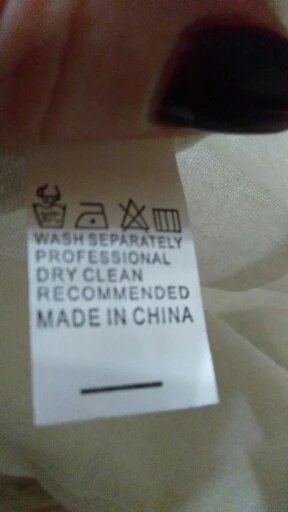 WASH SEPARATELY
PROFESSIONAL
DRY CLEAN
RECOMMENDED
MADE IN CHINA